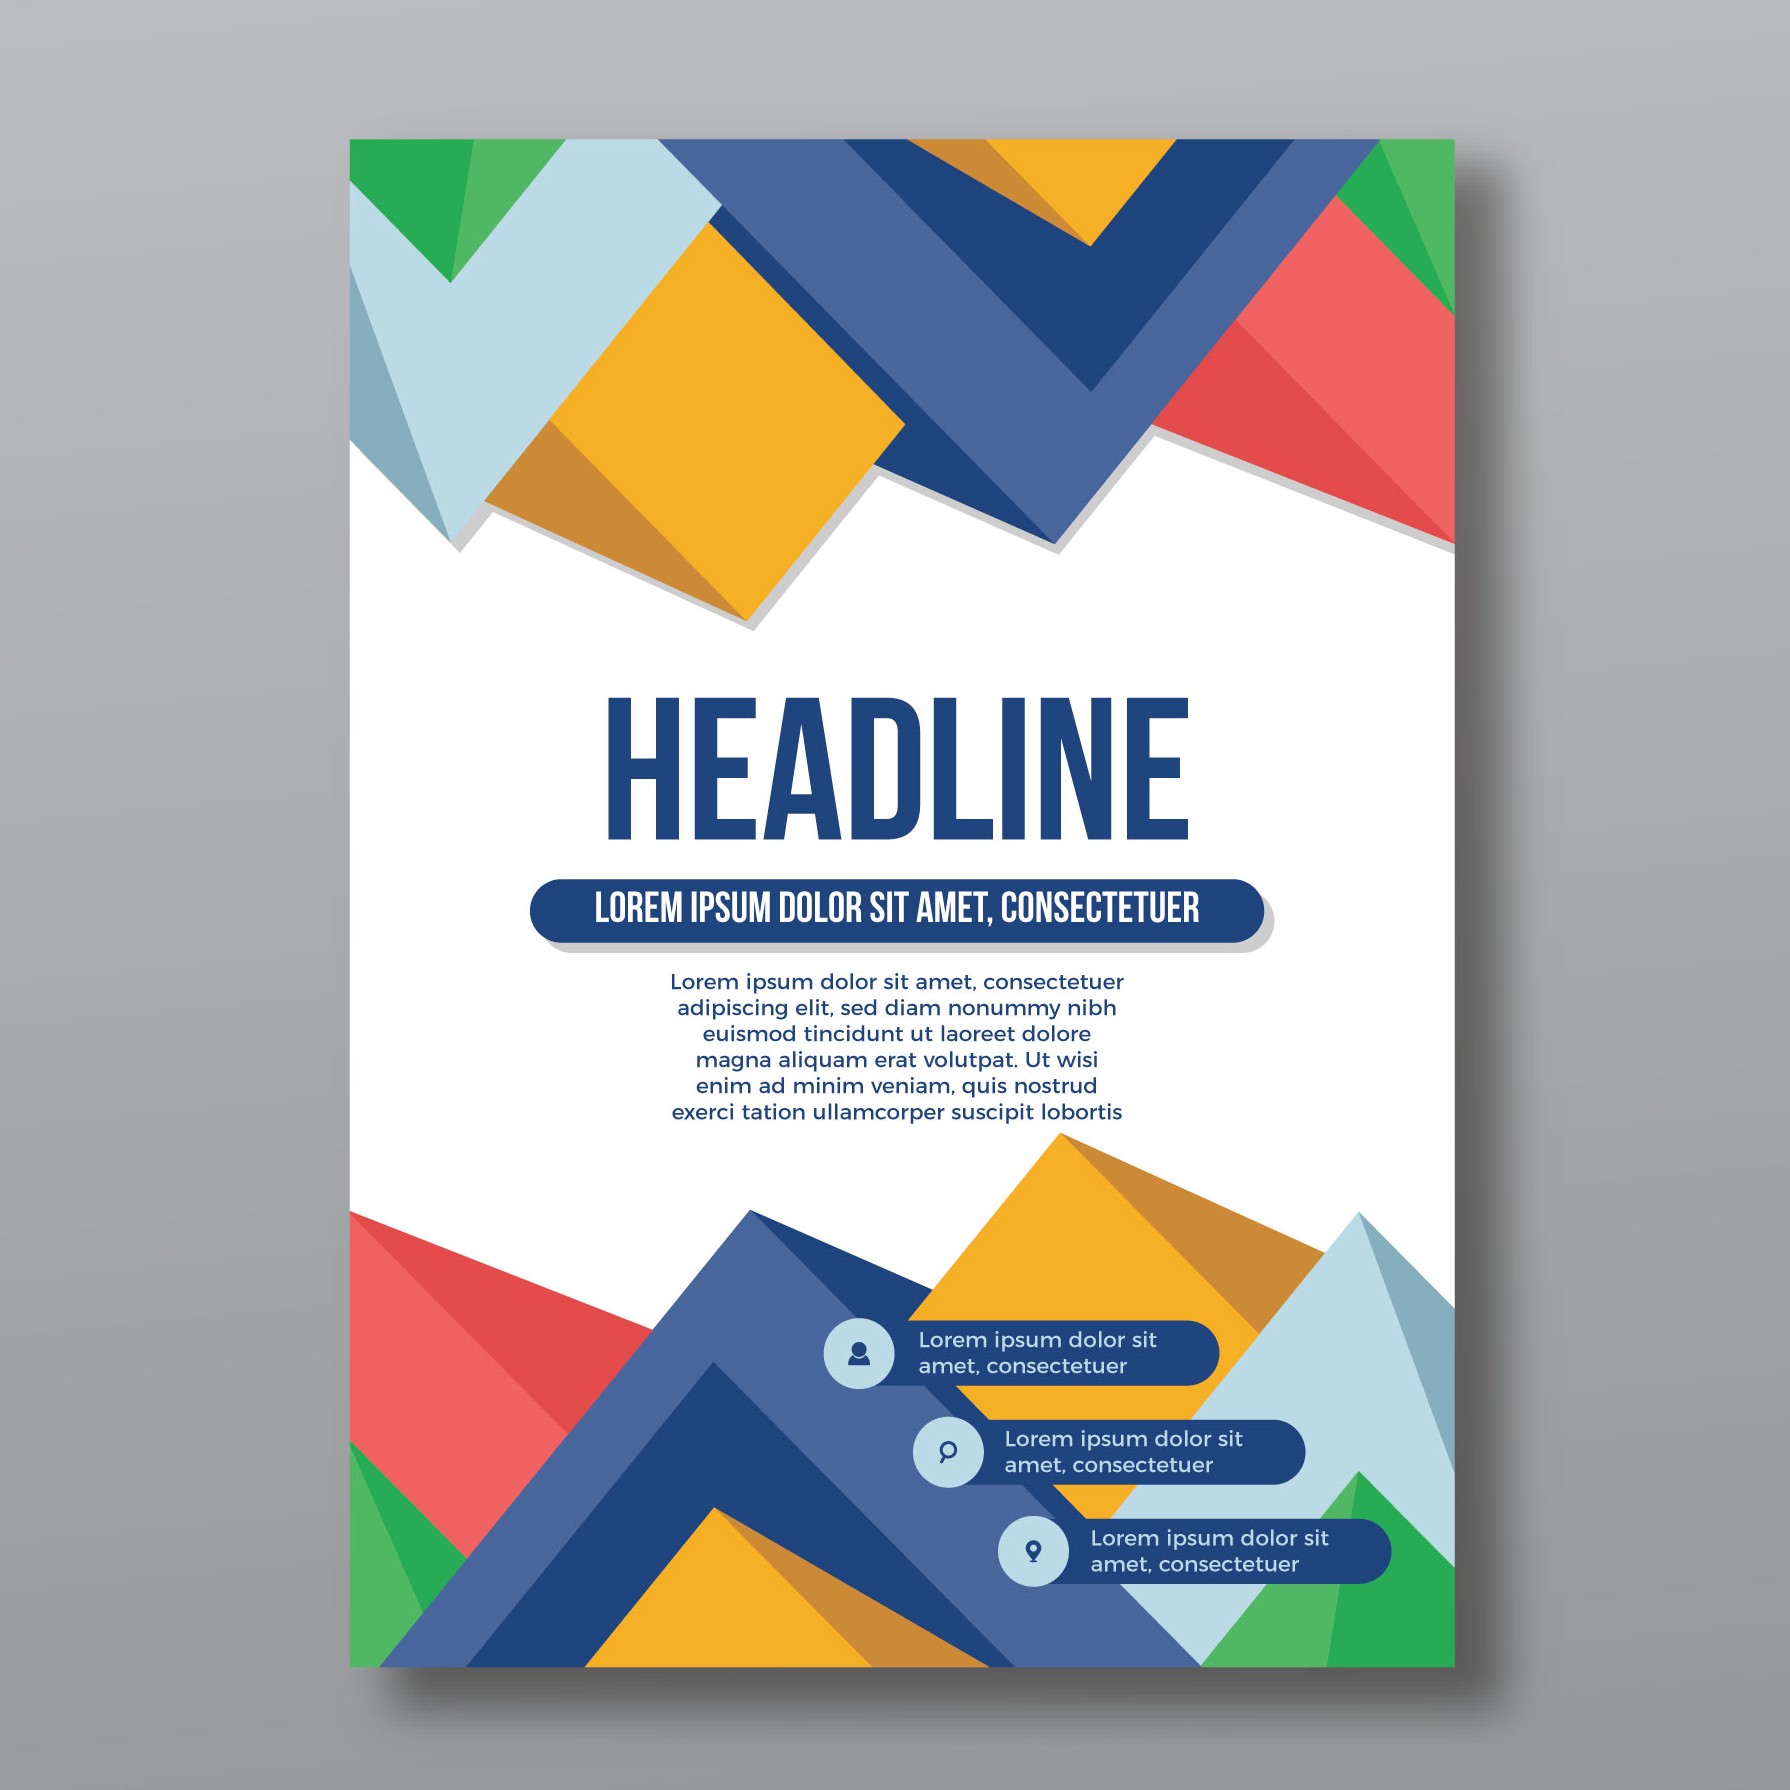 HEADLINE
LOREM IPSUM DOLOR SIT AMET, CONSECTETUER
Lorem ipsum dolor sit amet, consectetuer
adipiscing elit, sed diam nonummy nibh
euismod tincidunt ut laoreet dolore
magna aliquam erat volutpat. Ut wisi
enim ad minim veniam, quis nostrud
exerci tation ullamcorper suscipit lobortis
Lorem ipsum dolor sit
amet, consectetuer
Lorem ipsum dolor sit
amet, consectetuer
Lorem ipsum dolor sit
amet, consectetuer